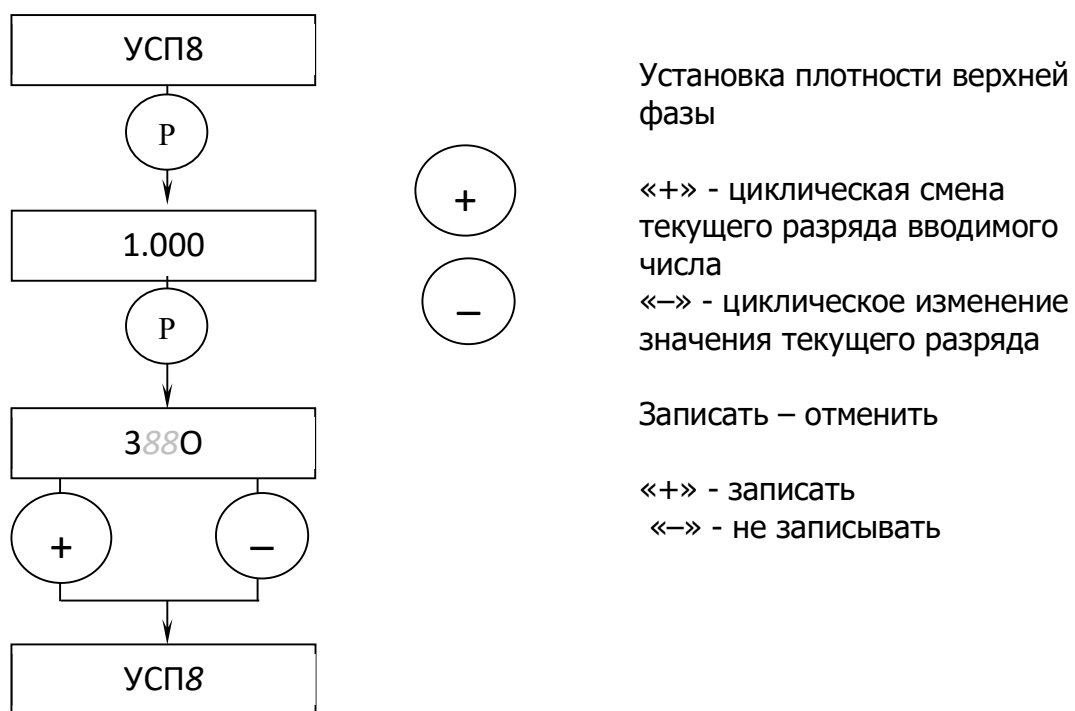 УСП8
Р
1.000
Р
З88О
+
–
УСП8
+
–
Установка плотности верхней
фазы
«+» - циклическая смена
текущего разряда вводимого
числа
«–» - циклическое изменение
значения текущего разряда
Записать – отменить
«+» - записать
«–» - не записывать